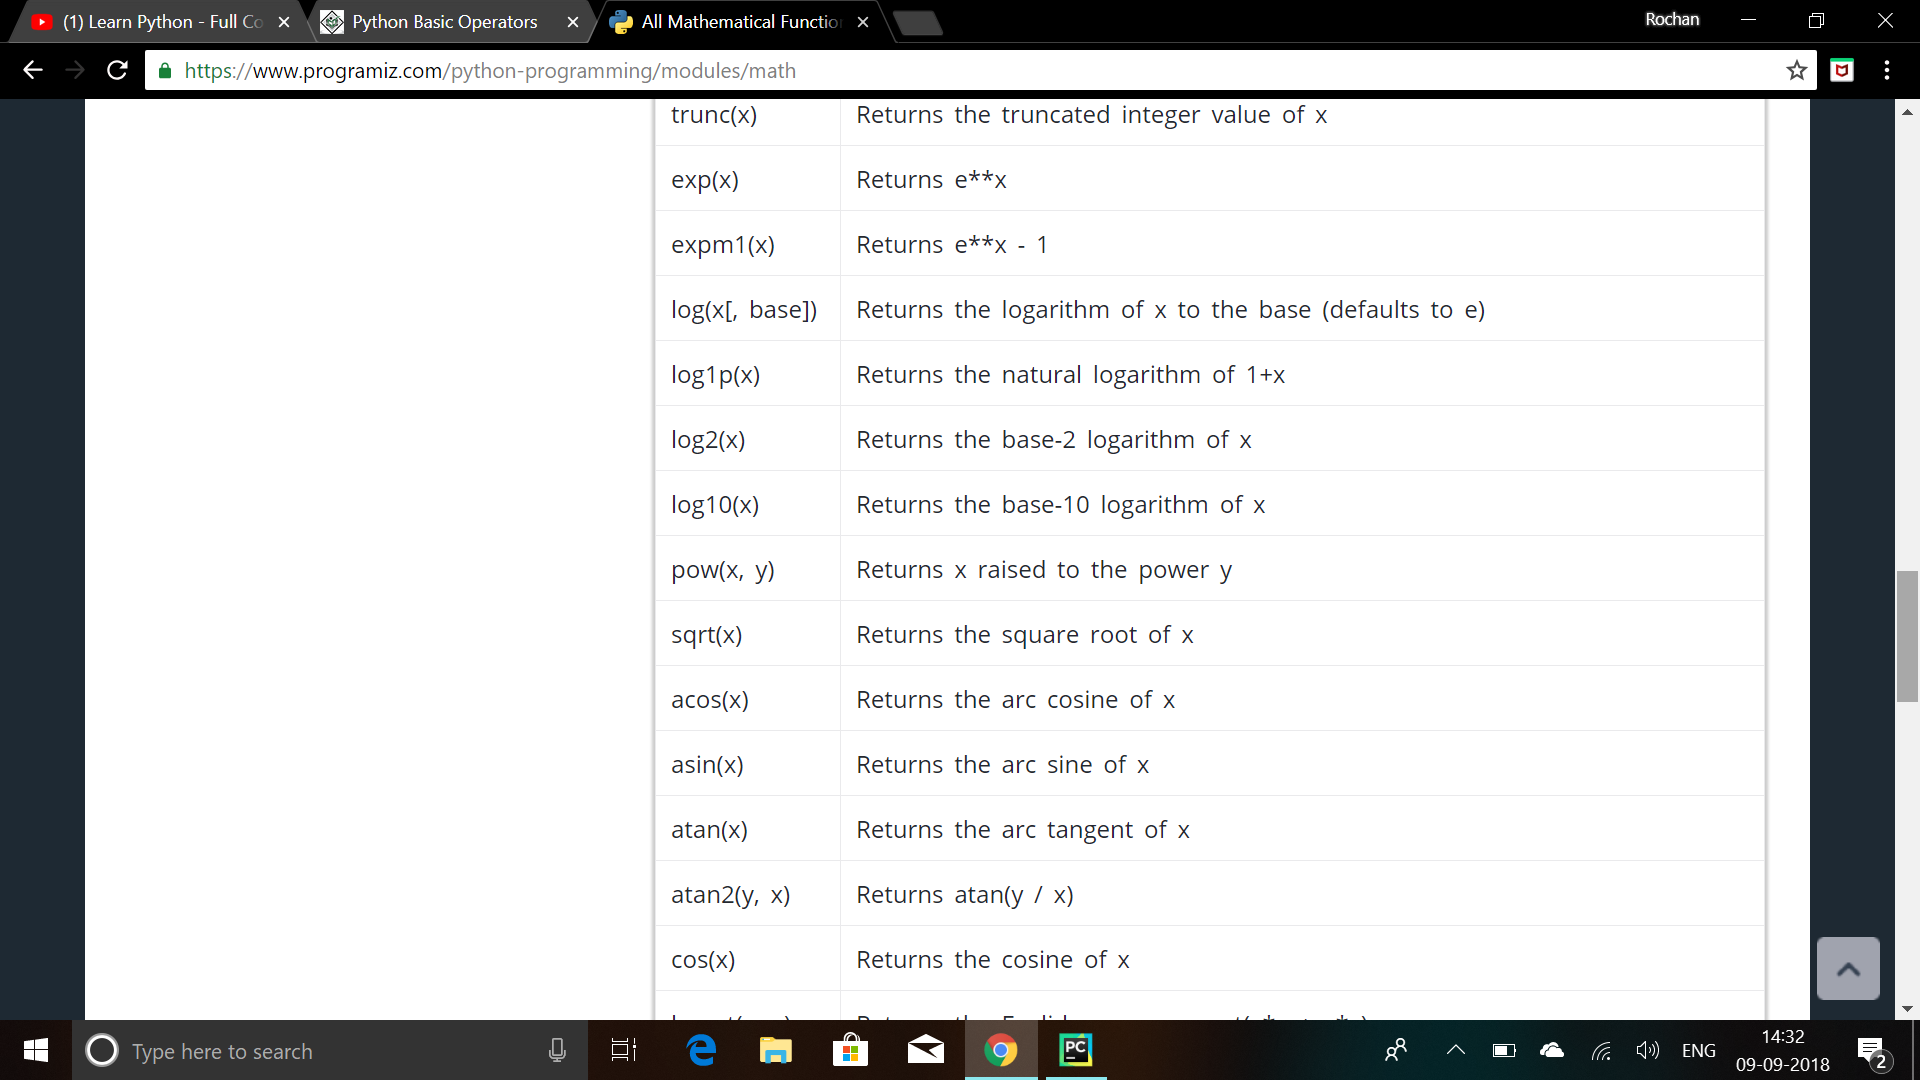 (1) Learn Python - Full Co
Python Basic Operators
All Mathematical Functio
Rochan
https://www.programiz.com/python-programming/modules/math
trunc(x) Returns the truncated integer value of x
exp(x) Returns e**x
expm1(x) Returns e**x - 1
log(x[, base]) Returns the logarithm of x to the base (defaults to e)
log1p(x) Returns the natural logarithm of 1+x
log2(x) Returns the base-2 logarithm of x
log10(x) Returns the base-10 logarithm of x
pow(x, y) Returns x raised to the power y
sqrt(x) Returns the square root of x
acos(x) Returns the arc cosine of x
asin(x) Returns the arc sine of x
atan(x) Returns the arc tangent of x
atan2(y, x) Returns atan(y / x)
cos(x) Returns the cosine of x
Type here to search
PC
ENG
14:32
09-09-2018
2